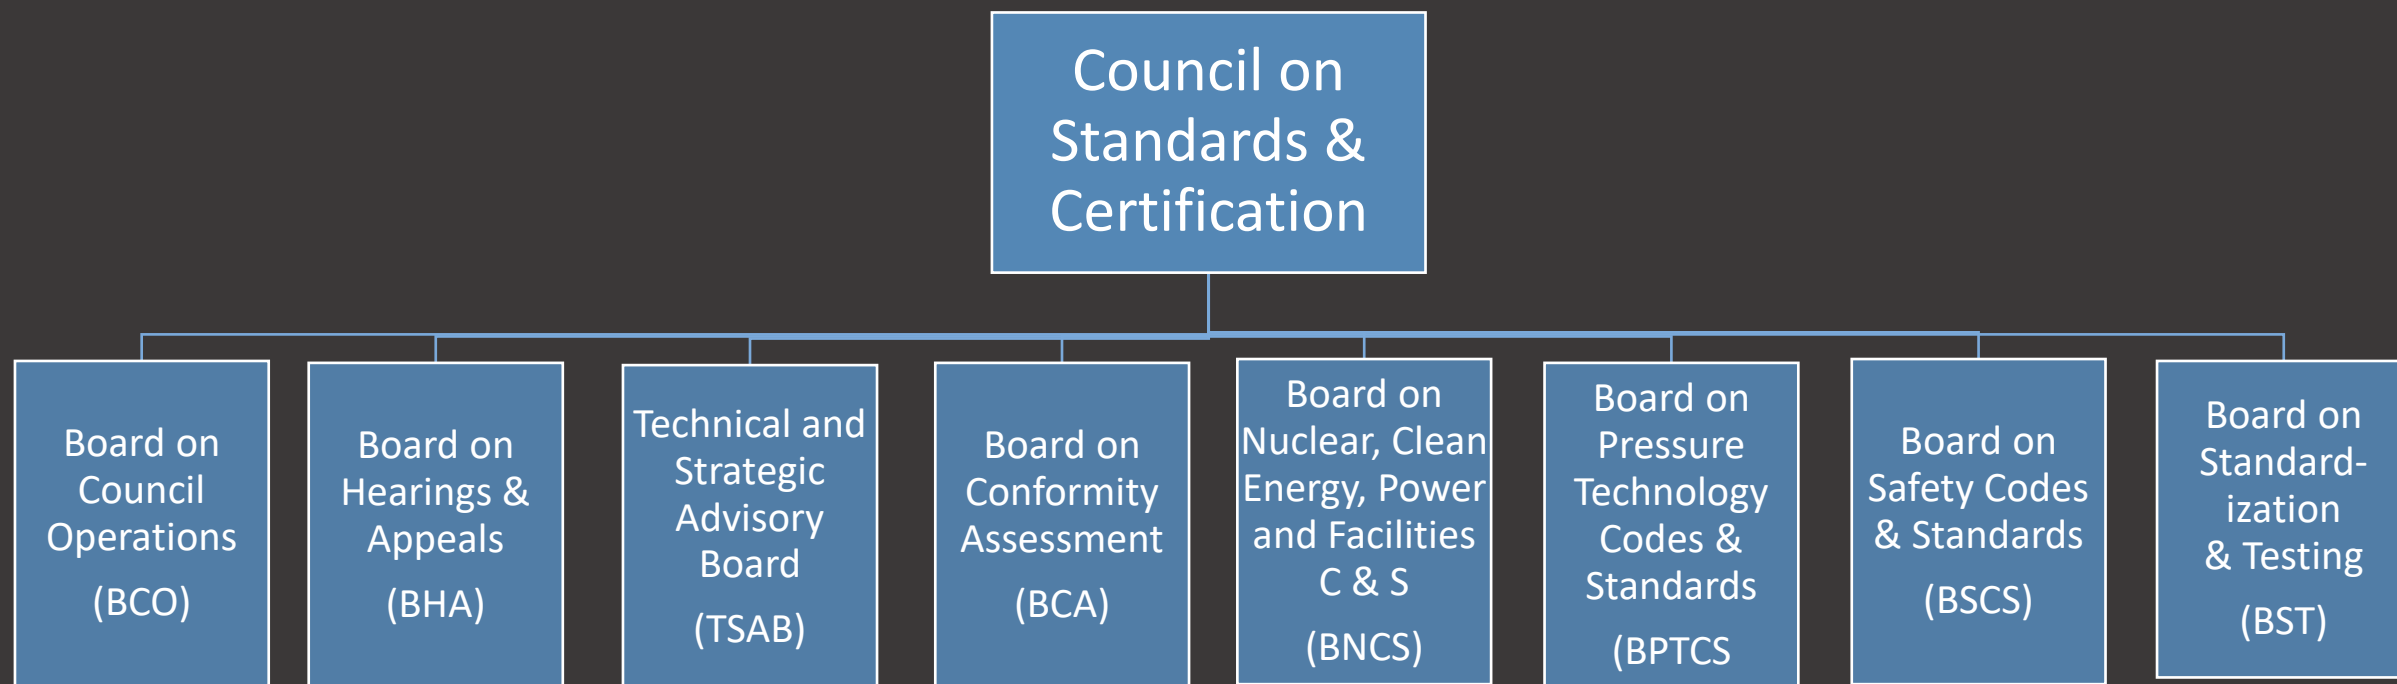 Council on
Standards &
Certification
Board on
Council
Operations
(BCO)
Board on
Hearings &
Appeals
(BHA)
Technical and
Strategic
Advisory
Board
(TSAB)
Board on
Conformity
Assessment
(BCA)
Board on
Nuclear, Clean
Energy, Power
and Facilities
C & S
(BNCS)
Board on
Pressure
Technology
Codes &
Standards
(BPTCS
Board on
Safety Codes
& Standards
(BSCS)
Board on
Standard-
ization
& Testing
(BST)